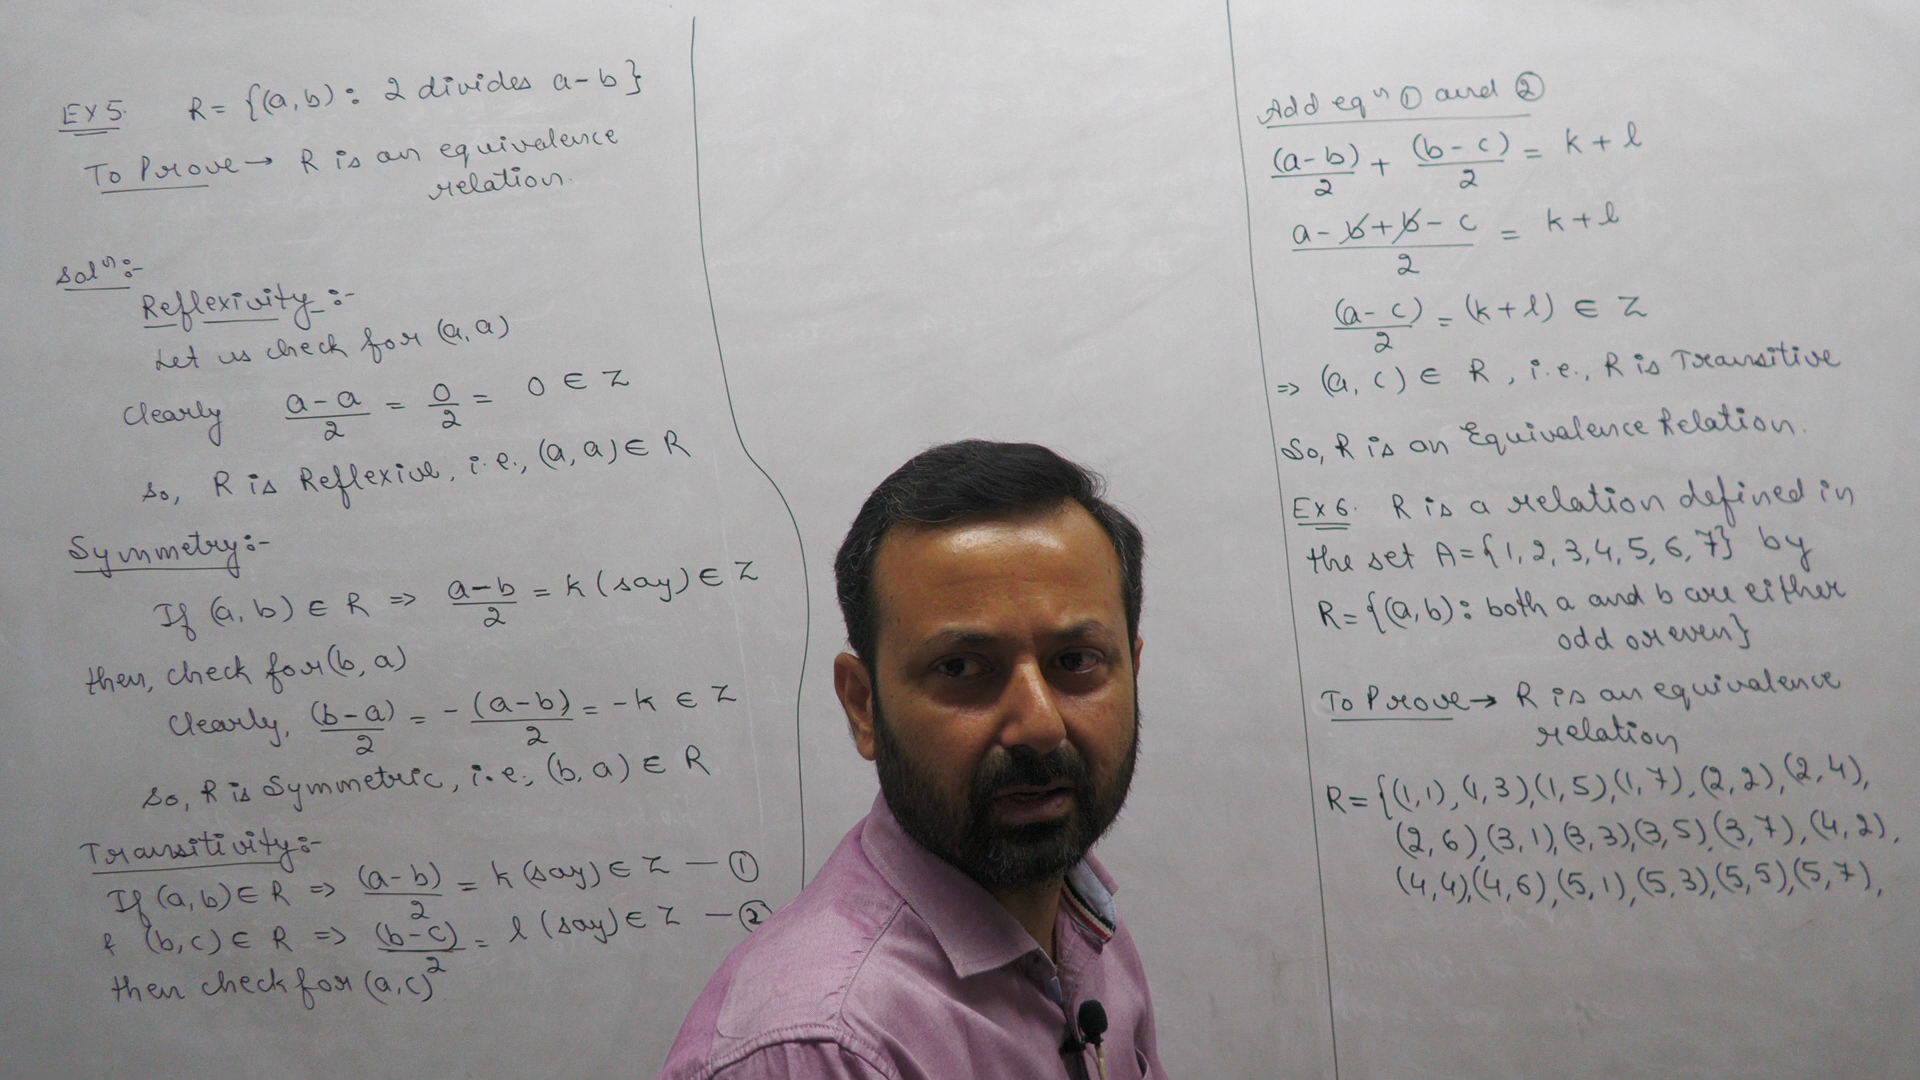 EX 5. R = {(a, b) : 2 divides a - b}
To Prove → R is an equivalence
relation.
Solⁿ :-
Reflexivity :-
Let us check for (a, a)
Clearly (a - a)/2 = 0/2 = 0 ∈ Z
So, R is Reflexive, i.e., (a, a) ∈ R
Symmetry :-
If (a, b) ∈ R ⇒ (a - b)/2 = k (say) ∈ Z
then, check for (b, a)
Clearly, (b - a)/2 = - (a - b)/2 = - k ∈ Z
So, R is Symmetric, i.e., (b, a) ∈ R
Transitivity :-
If (a, b) ∈ R ⇒ (a - b)/2 = k (say) ∈ Z — ①
& (b, c) ∈ R ⇒ (b - c)/2 = l (say) ∈ Z — ②
then check for (a, c)
Add eqⁿ ① and ②
(a - b)/2 + (b - c)/2 = k + l
(a - b + b - c)/2 = k + l
(a - c)/2 = (k + l) ∈ Z
⇒ (a, c) ∈ R, i.e., R is Transitive
So, R is an Equivalence Relation.
EX 6. R is a relation defined in
the set A = {1, 2, 3, 4, 5, 6, 7} by
R = {(a, b) : both a and b are either
odd or even}
To Prove → R is an equivalence
relation
R = {(1, 1), (1, 3), (1, 5), (1, 7), (2, 2), (2, 4),
(2, 6), (3, 1), (3, 3), (3, 5), (3, 7), (4, 2),
(4, 4), (4, 6), (5, 1), (5, 3), (5, 5), (5, 7),